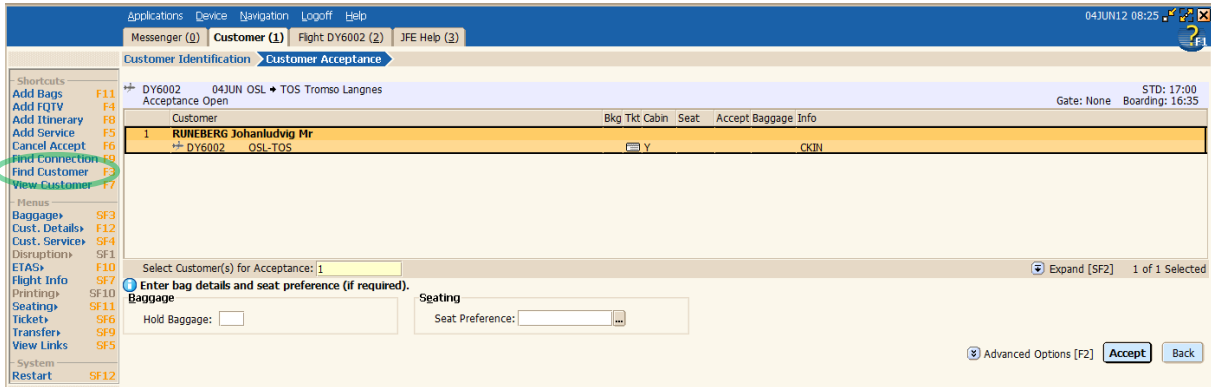 Applications Device Navigation Logoff Help 04JUN12 08:25
Messenger (0) Customer (1) Flight DY6002 (2) JFE Help (3) ?F1
Customer Identification Customer Acceptance
Shortcuts
Add Bags F11
Add FQTV F4
Add Itinerary F8
Add Service F5
Cancel Accept F6
Find Connection F9
Find Customer F3
View Customer F7
Menus
Baggage SF3
Cust. Details F12
Cust. Service SF4
Disruption SF1
ETAS F10
Flight Info SF7
Printing SF10
Seating SF11
Ticket SF6
Transfer SF9
View Links SF5
System
Restart SF12
DY6002 04JUN OSL TOS Tromso Langnes STD: 17:00
Acceptance Open Gate: None Boarding: 16:35
Customer Bkg Tkt Cabin Seat Accept Baggage Info
1 RUNEBERG Johanludvig Mr
DY6002 OSL-TOS Y CKIN
Select Customer(s) for Acceptance: 1 Expand [SF2] 1 of 1 Selected
Enter bag details and seat preference (if required).
Baggage Seating
Hold Baggage: Seat Preference: ...
Advanced Options [F2] Accept Back